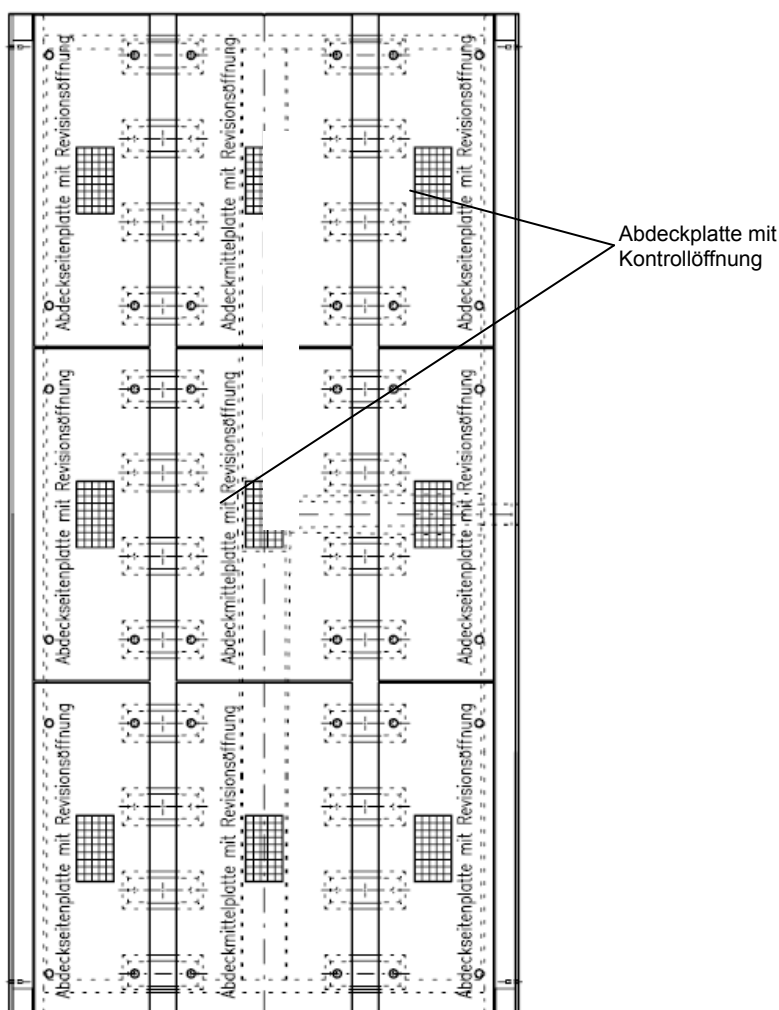 Abdeckseitenplatte mit Revisionsöffnung
Abdeckmittelplatte mit Revisionsöffnung
Abdeckseitenplatte mit Revisionsöffnung
Abdeckplatte mit
Kontrollöffnung
Abdeckseitenplatte mit Revisionsöffnung
Abdeckmittelplatte mit Revisionsöffnung
Abdeckseitenplatte mit Revisionsöffnung
Abdeckseitenplatte mit Revisionsöffnung
Abdeckmittelplatte mit Revisionsöffnung
Abdeckseitenplatte mit Revisionsöffnung